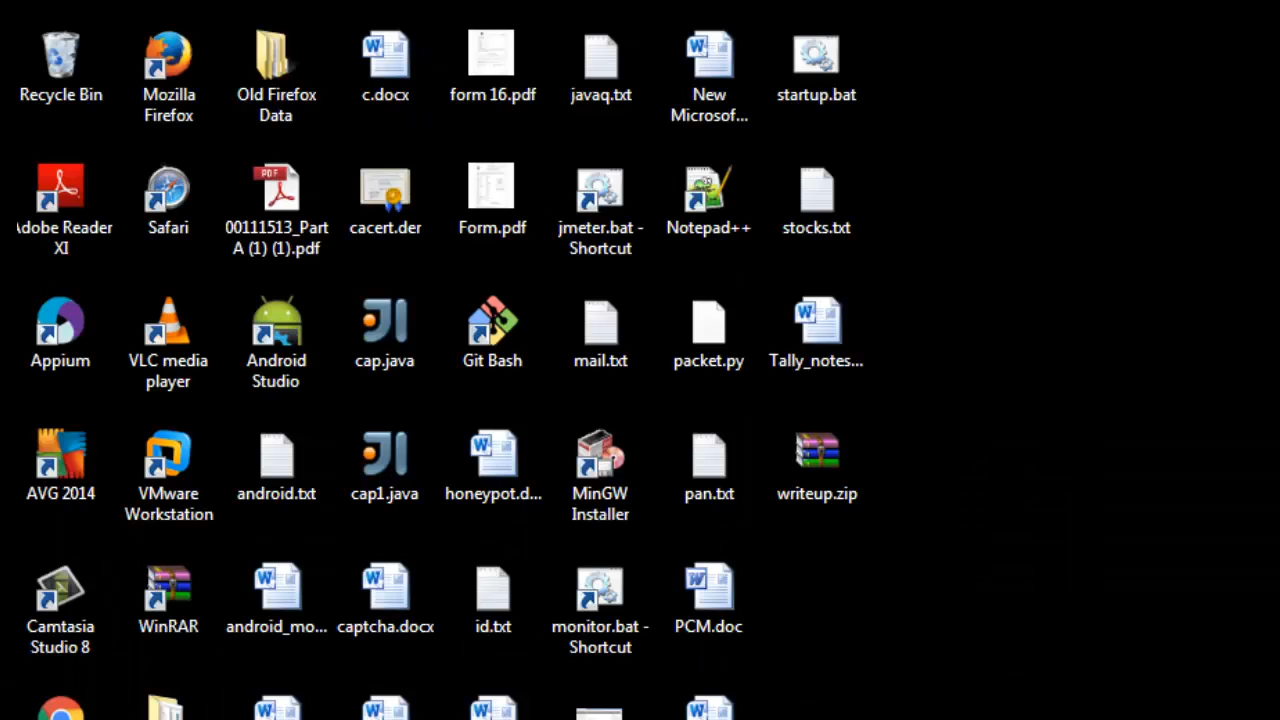 Recycle Bin
Mozilla
Firefox
Old Firefox
Data
c.docx
form 16.pdf
javaq.txt
New
Microsof...
startup.bat
Adobe Reader
XI
Safari
PDF
00111513_Part
A (1) (1).pdf
cacert.der
Form.pdf
jmeter.bat -
Shortcut
Notepad++
stocks.txt
Appium
VLC media
player
Android
Studio
cap.java
Git Bash
mail.txt
packet.py
Tally_notes...
AVG 2014
VMware
Workstation
android.txt
cap1.java
honeypot.d...
MinGW
Installer
pan.txt
writeup.zip
Camtasia
Studio 8
WinRAR
android_mo...
captcha.docx
id.txt
monitor.bat -
Shortcut
PCM.doc